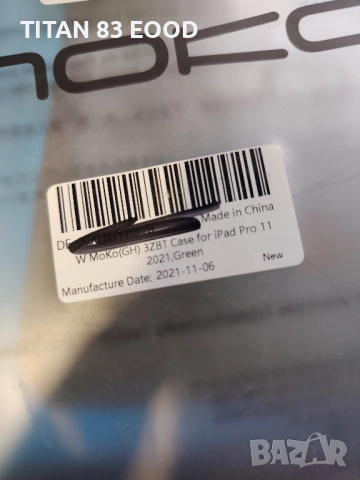 TITAN 83 EOOD
moko
Made in China
W MoKo(GH) 3ZB1 Case for iPad Pro 11
2021,Green
Manufacture Date: 2021-11-06
New
BAZAR